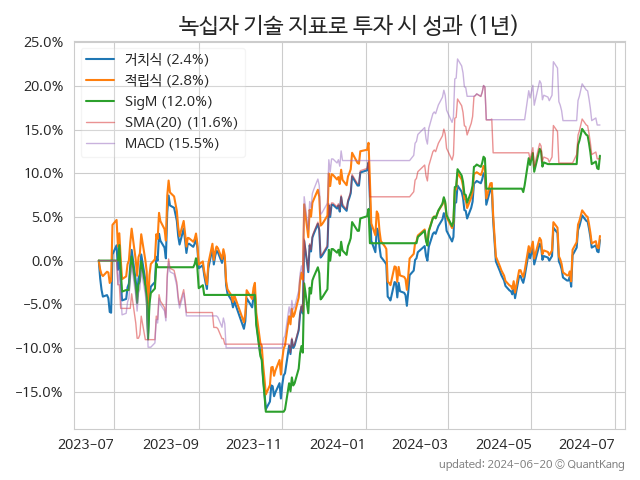 녹십자 기술 지표로 투자 시 성과 (1년)
25.0%
20.0%
15.0%
10.0%
5.0%
0.0%
−5.0%
−10.0%
−15.0%
거치식 (2.4%)
적립식 (2.8%)
SigM (12.0%)
SMA(20) (11.6%)
MACD (15.5%)
2023-07 2023-09 2023-11 2024-01 2024-03 2024-05 2024-07
updated: 2024-06-20 © QuantKang